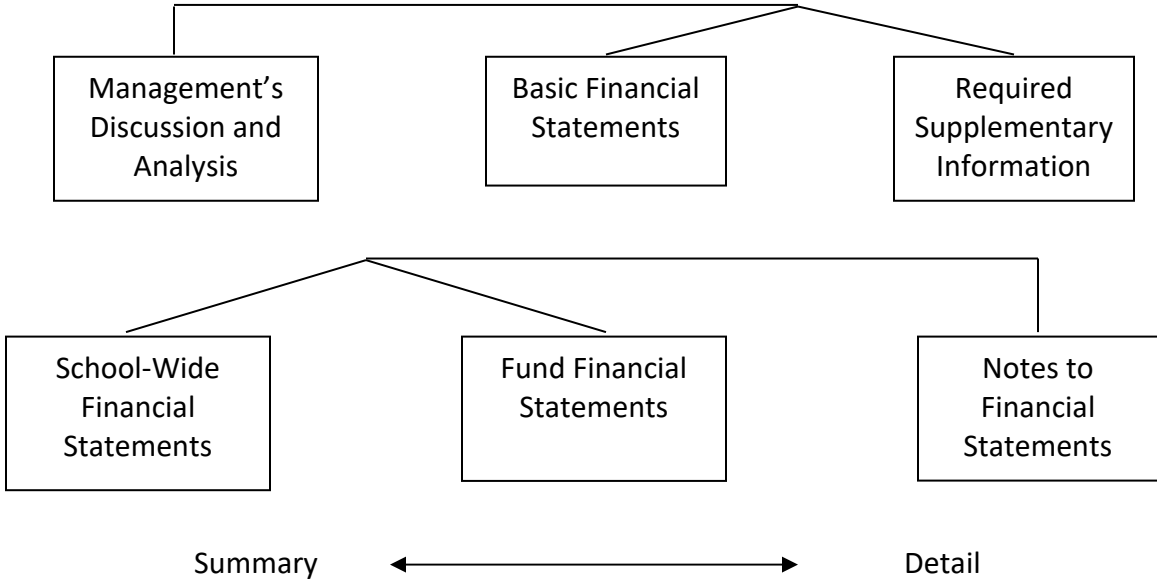 Management’s
Discussion and
Analysis
Basic Financial
Statements
Required
Supplementary
Information
School-Wide
Financial
Statements
Fund Financial
Statements
Notes to
Financial
Statements
Summary
Detail